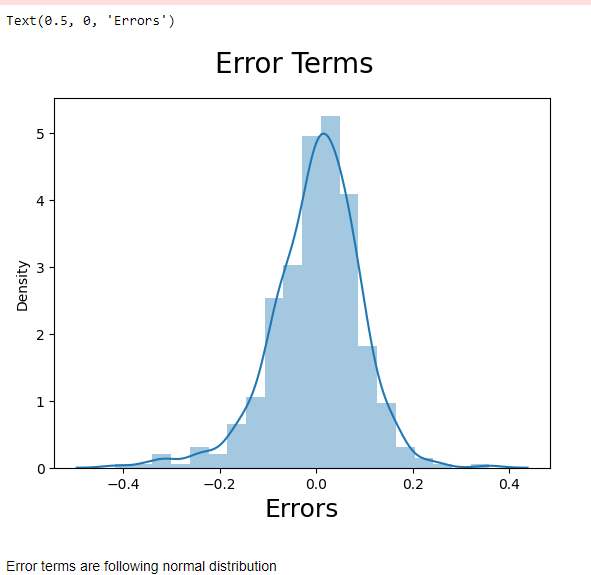 Text(0.5, 0, 'Errors')
Error Terms
5
4
3
2
1
0
Density
−0.4 −0.2 0.0 0.2 0.4
Errors
Error terms are following normal distribution